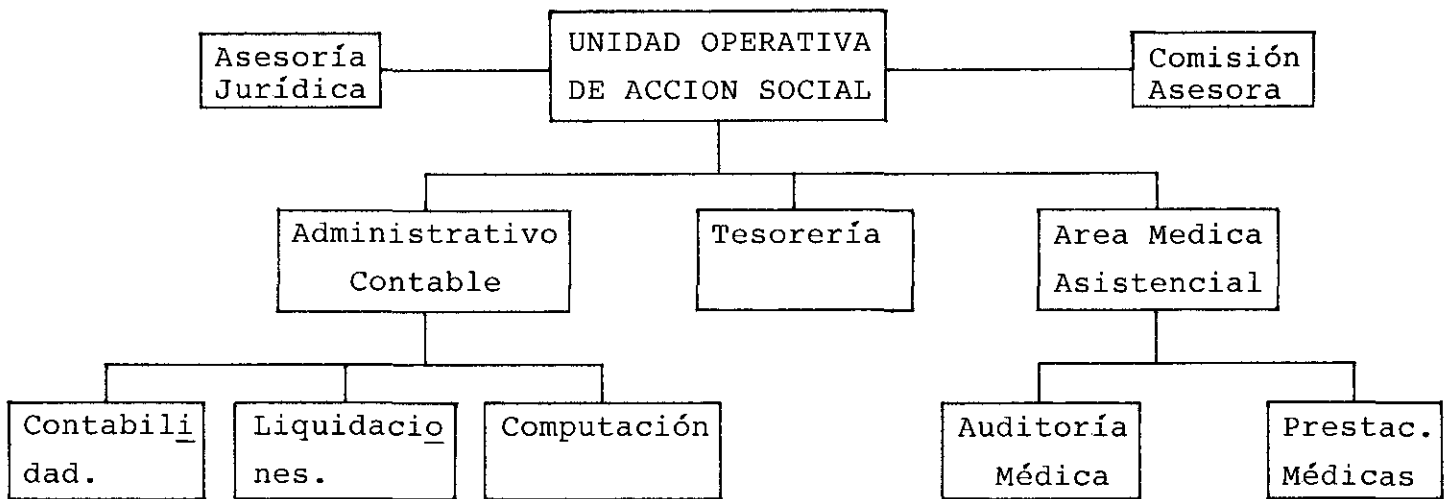 Asesoría
Jurídica
UNIDAD OPERATIVA
DE ACCION SOCIAL
Comisión
Asesora
Administrativo
Contable
Tesorería
Area Medica
Asistencial
Contabili
dad.
Liquidacio
nes.
Computación
Auditoría
Médica
Prestac.
Médicas